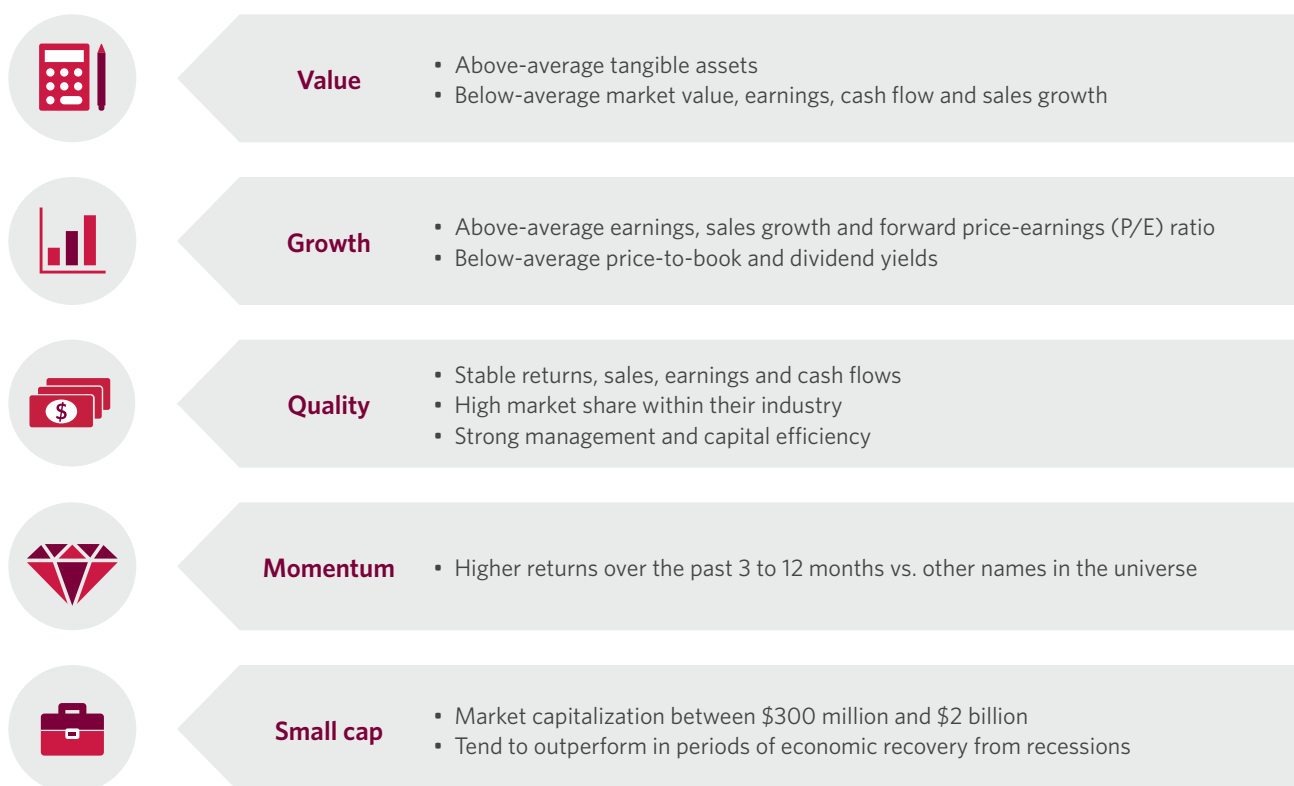 Value
• Above-average tangible assets
• Below-average market value, earnings, cash flow and sales growth
Growth
• Above-average earnings, sales growth and forward price-earnings (P/E) ratio
• Below-average price-to-book and dividend yields
Quality
• Stable returns, sales, earnings and cash flows
• High market share within their industry
• Strong management and capital efficiency
Momentum
• Higher returns over the past 3 to 12 months vs. other names in the universe
Small cap
• Market capitalization between $300 million and $2 billion
• Tend to outperform in periods of economic recovery from recessions
$